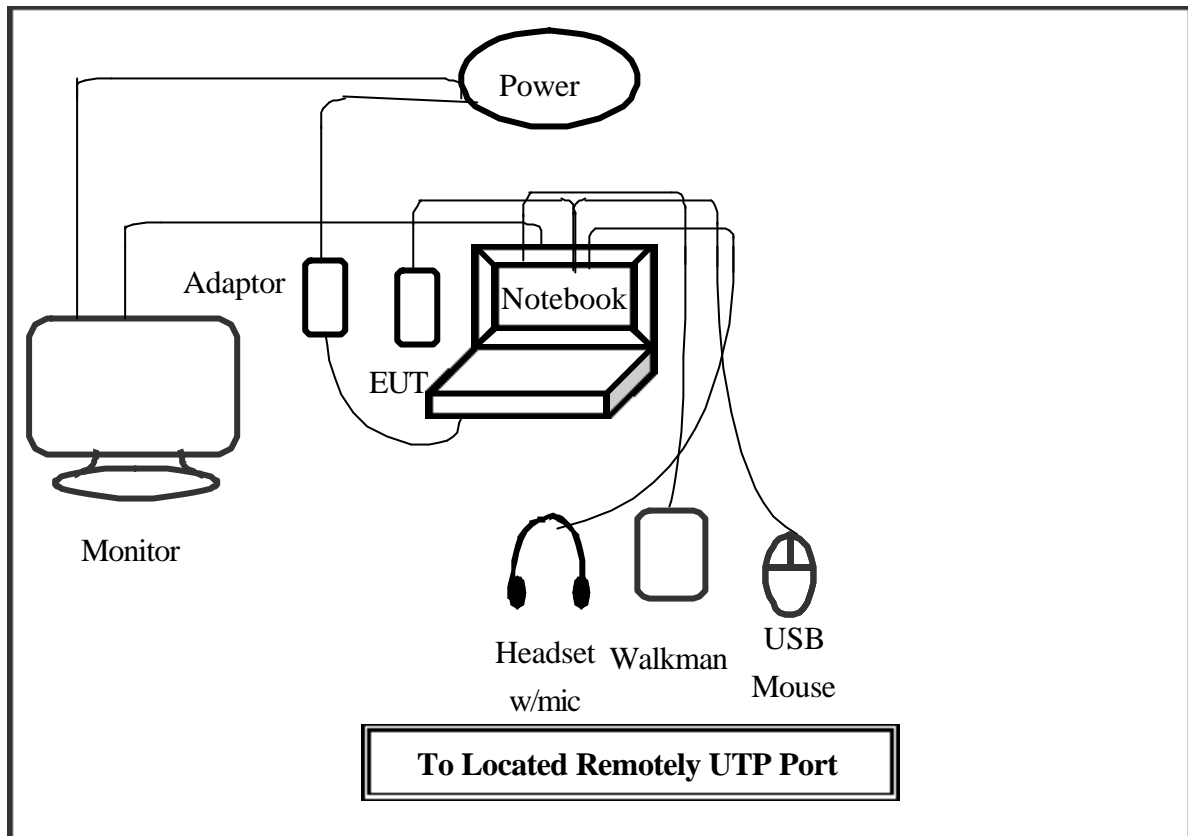 Power
Adaptor
Notebook
EUT
Monitor
Headset
w/mic
Walkman
USB
Mouse
To Located Remotely UTP Port